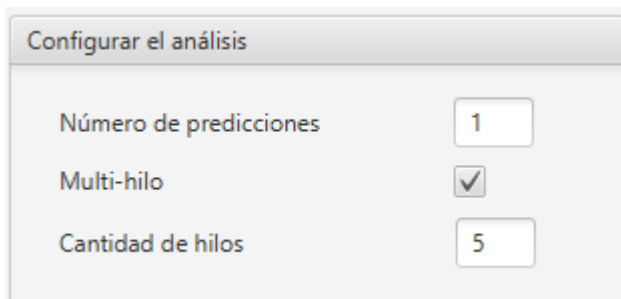 Configurar el análisis
Número de predicciones 1
Multi-hilo
Cantidad de hilos 5